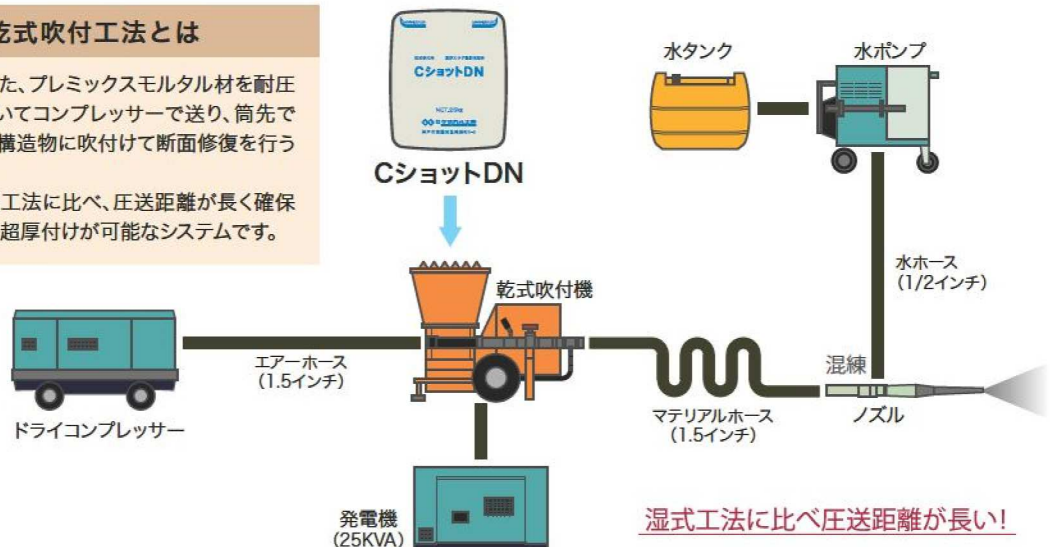 乾式吹付工法とは
た、プレミックスモルタル材を耐圧
いてコンプレッサーで送り、筒先で
構造物に吹付けて断面修復を行う
工法に比べ、圧送距離が長く確保
超厚付けが可能なシステムです。
CショットDN
CショットDN
水タンク
水ポンプ
乾式吹付機
水ホース
（1/2インチ）
エアーホース
（1.5インチ）
ドライコンプレッサー
混練
マテリアルホース
（1.5インチ）
ノズル
発電機
（25KVA）
湿式工法に比べ圧送距離が長い！